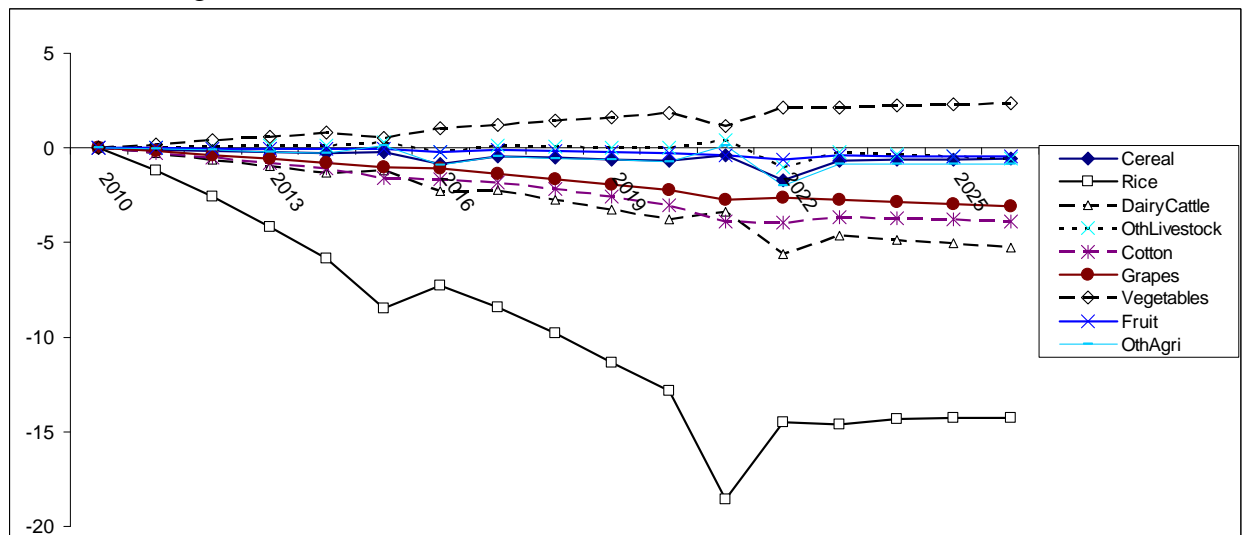 5
0
-5
-10
-15
-20
2010
2013
2016
2019
2022
2025
Cereal
Rice
DairyCattle
OthLivestock
Cotton
Grapes
Vegetables
Fruit
OthAgri